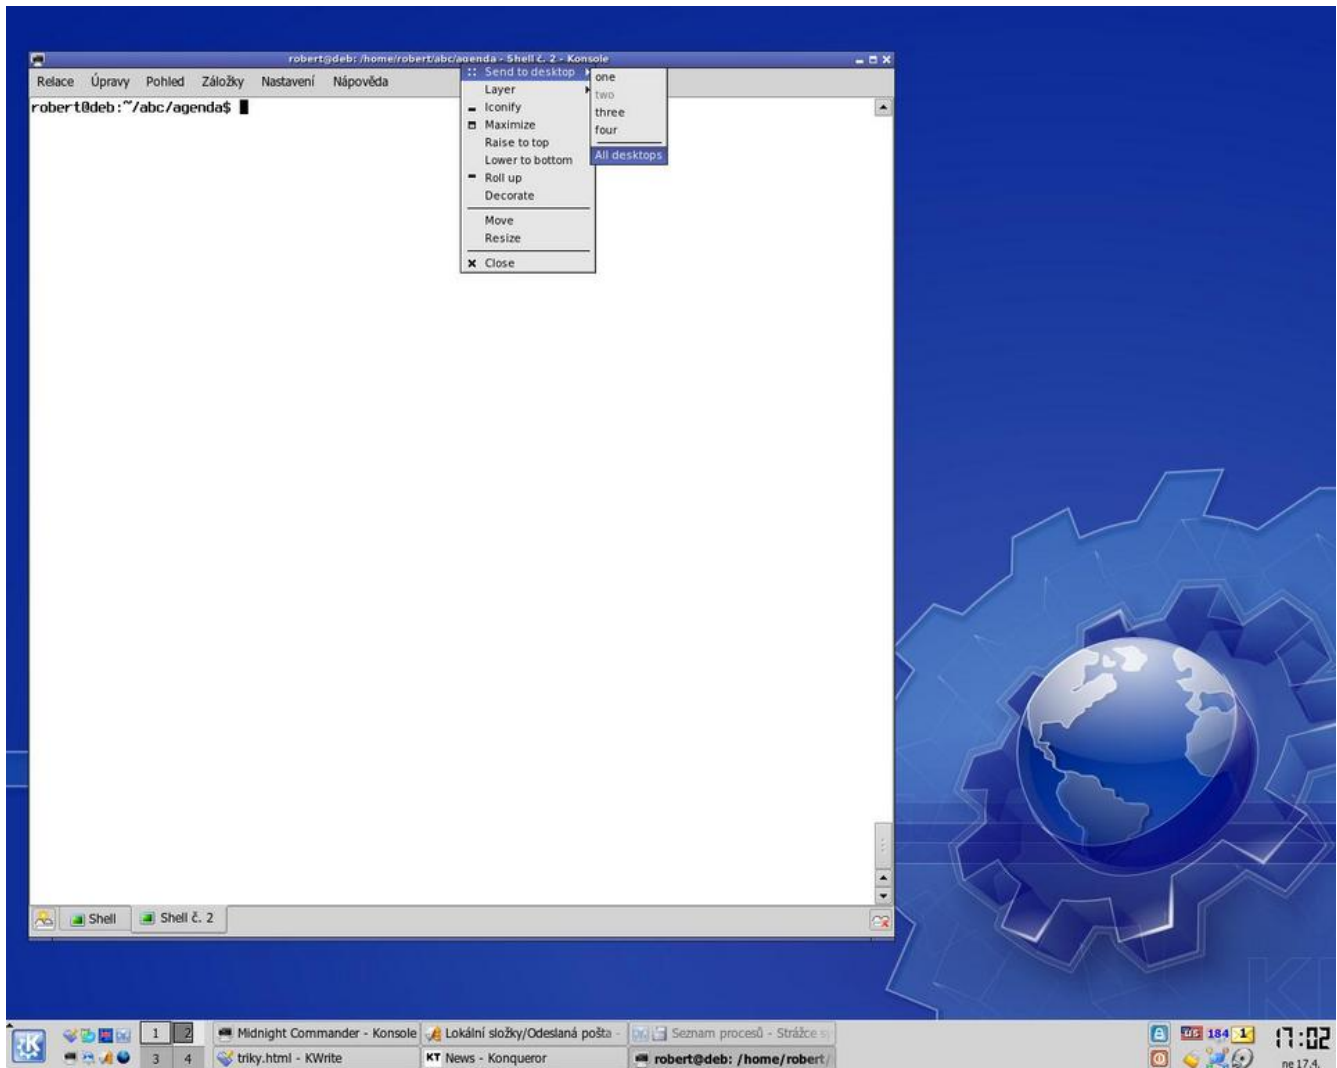 robert@deb: /home/robert/abc/agenda - Shell č. 2 - Konsole
Relace Úpravy Pohled Záložky Nastavení Nápověda
robert@deb:~/abc/agenda$
Send to desktop
Layer
Iconify
Maximize
Raise to top
Lower to bottom
Roll up
Decorate
Move
Resize
Close
one
two
three
four
All desktops
Shell Shell č. 2
1 2 Midnight Commander - Konsole Lokální složky/Odeslaná pošta - Seznam procesů - Strážce sy US 184 1 17:02
3 4 triky.html - KWrite KT News - Konqueror robert@deb: /home/robert/ ne 17.4.